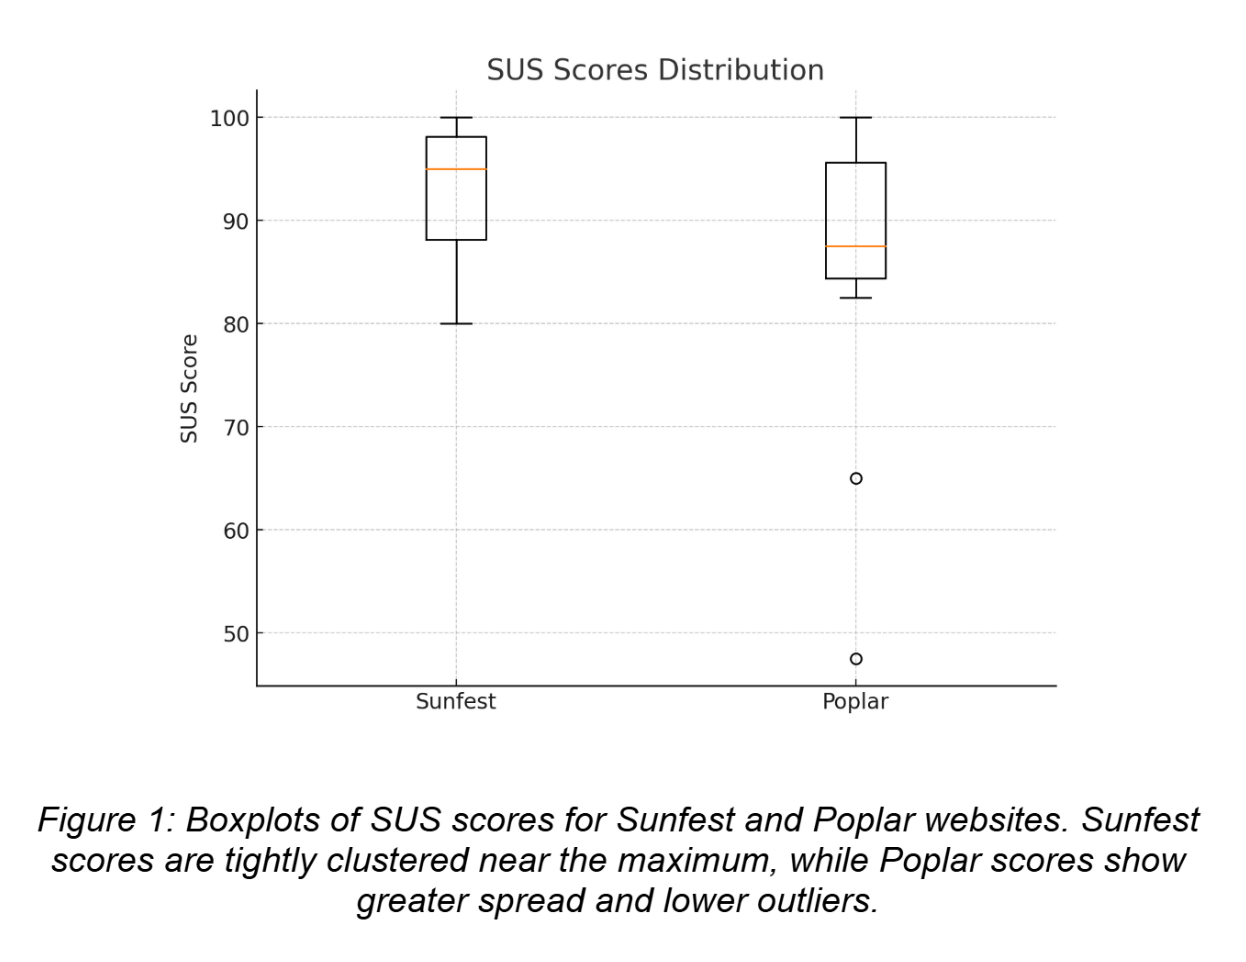 SUS Scores Distribution
100
90
80
70
60
50
SUS Score
Sunfest
Poplar
Figure 1: Boxplots of SUS scores for Sunfest and Poplar websites. Sunfest
scores are tightly clustered near the maximum, while Poplar scores show
greater spread and lower outliers.